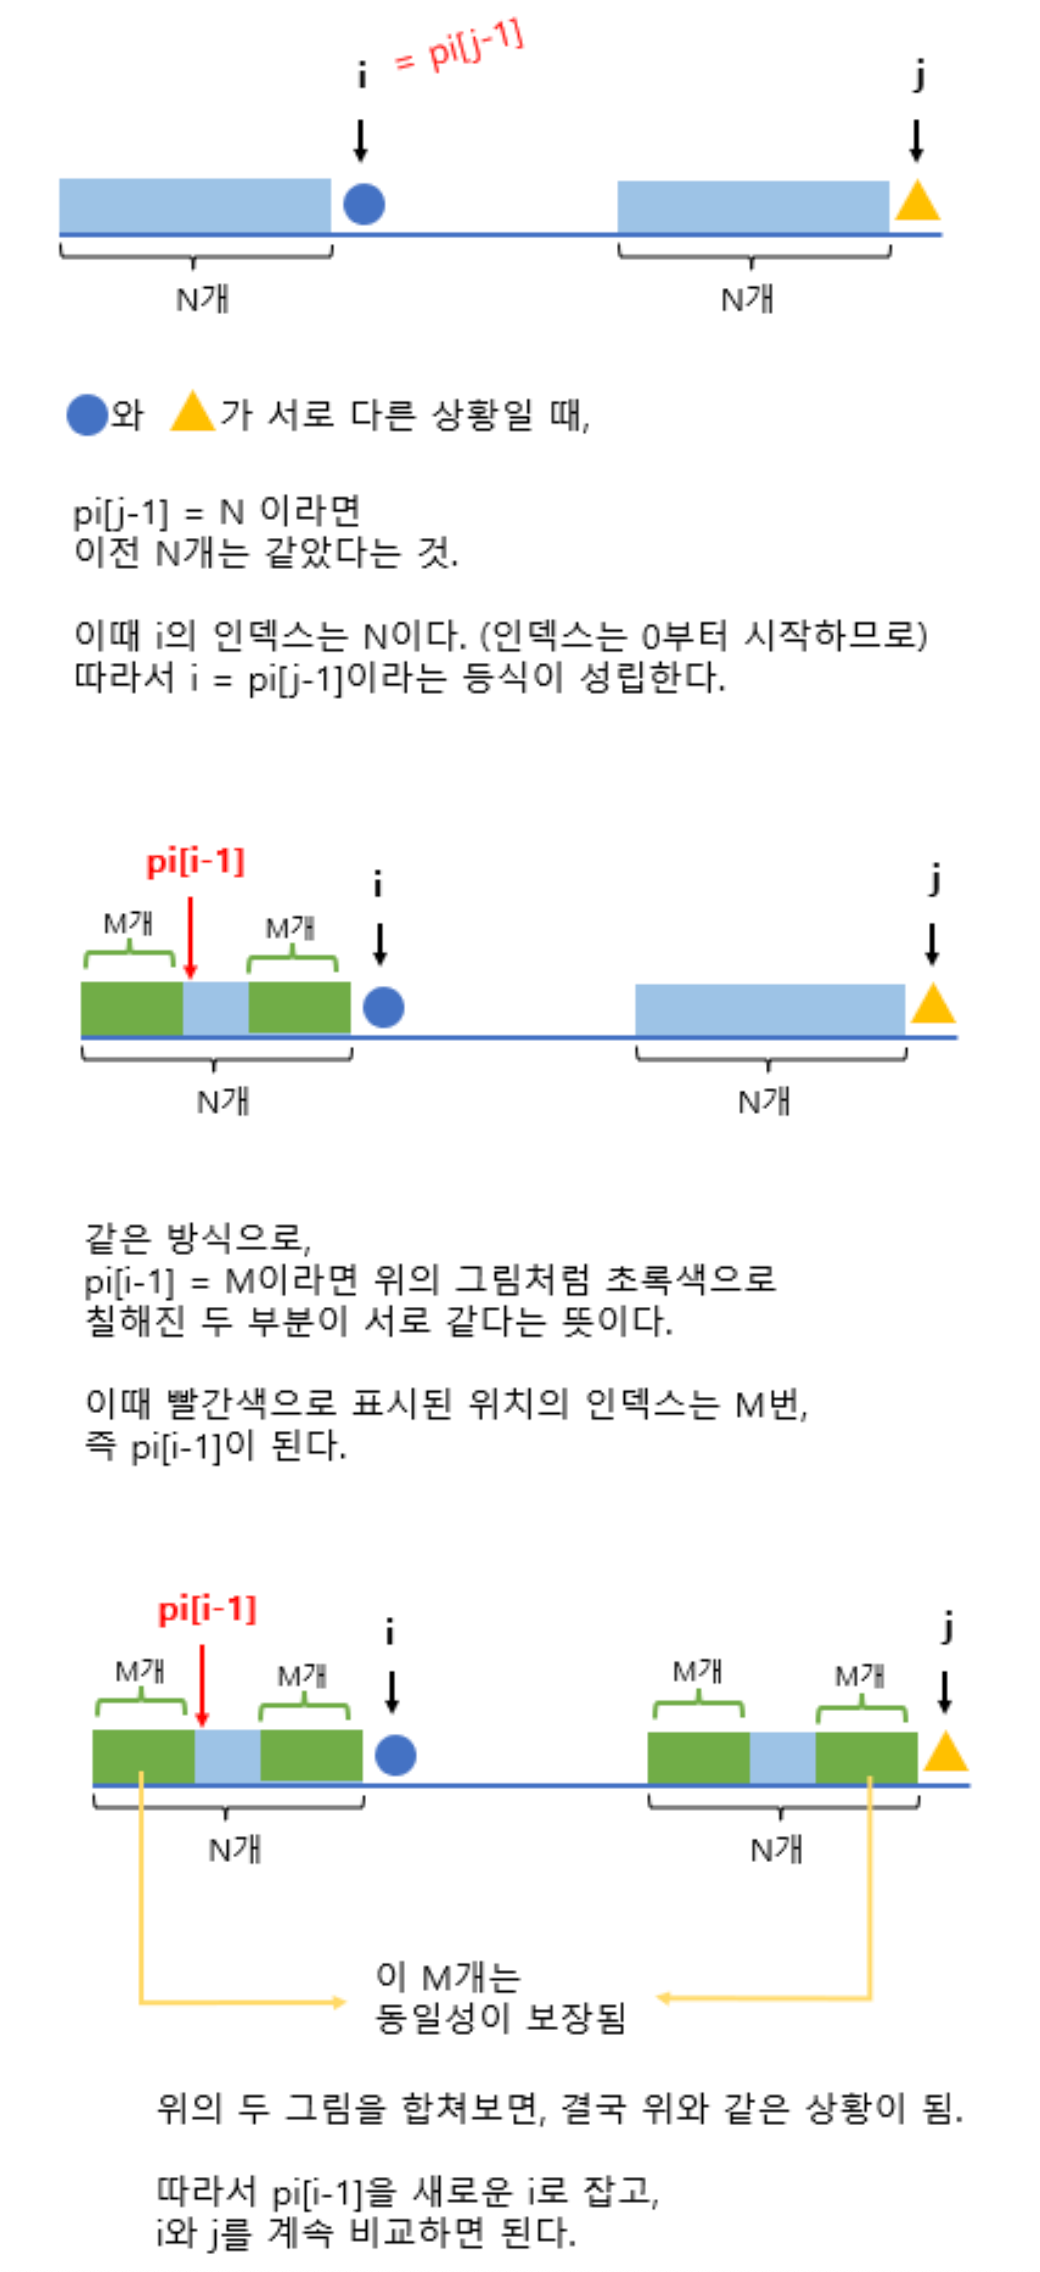 i = pi[j-1]
j
N개
N개
와 가 서로 다른 상황일 때,
pi[j-1] = N 이라면
이전 N개는 같았다는 것.
이때 i의 인덱스는 N이다. (인덱스는 0부터 시작하므로)
따라서 i = pi[j-1]이라는 등식이 성립한다.
pi[i-1]
i
j
M개
M개
N개
N개
같은 방식으로,
pi[i-1] = M이라면 위의 그림처럼 초록색으로
칠해진 두 부분이 서로 같다는 뜻이다.
이때 빨간색으로 표시된 위치의 인덱스는 M번,
즉 pi[i-1]이 된다.
pi[i-1]
i
j
M개
M개
M개
M개
N개
N개
이 M개는
동일성이 보장됨
위의 두 그림을 합쳐보면, 결국 위와 같은 상황이 됨.
따라서 pi[i-1]을 새로운 i로 잡고,
i와 j를 계속 비교하면 된다.